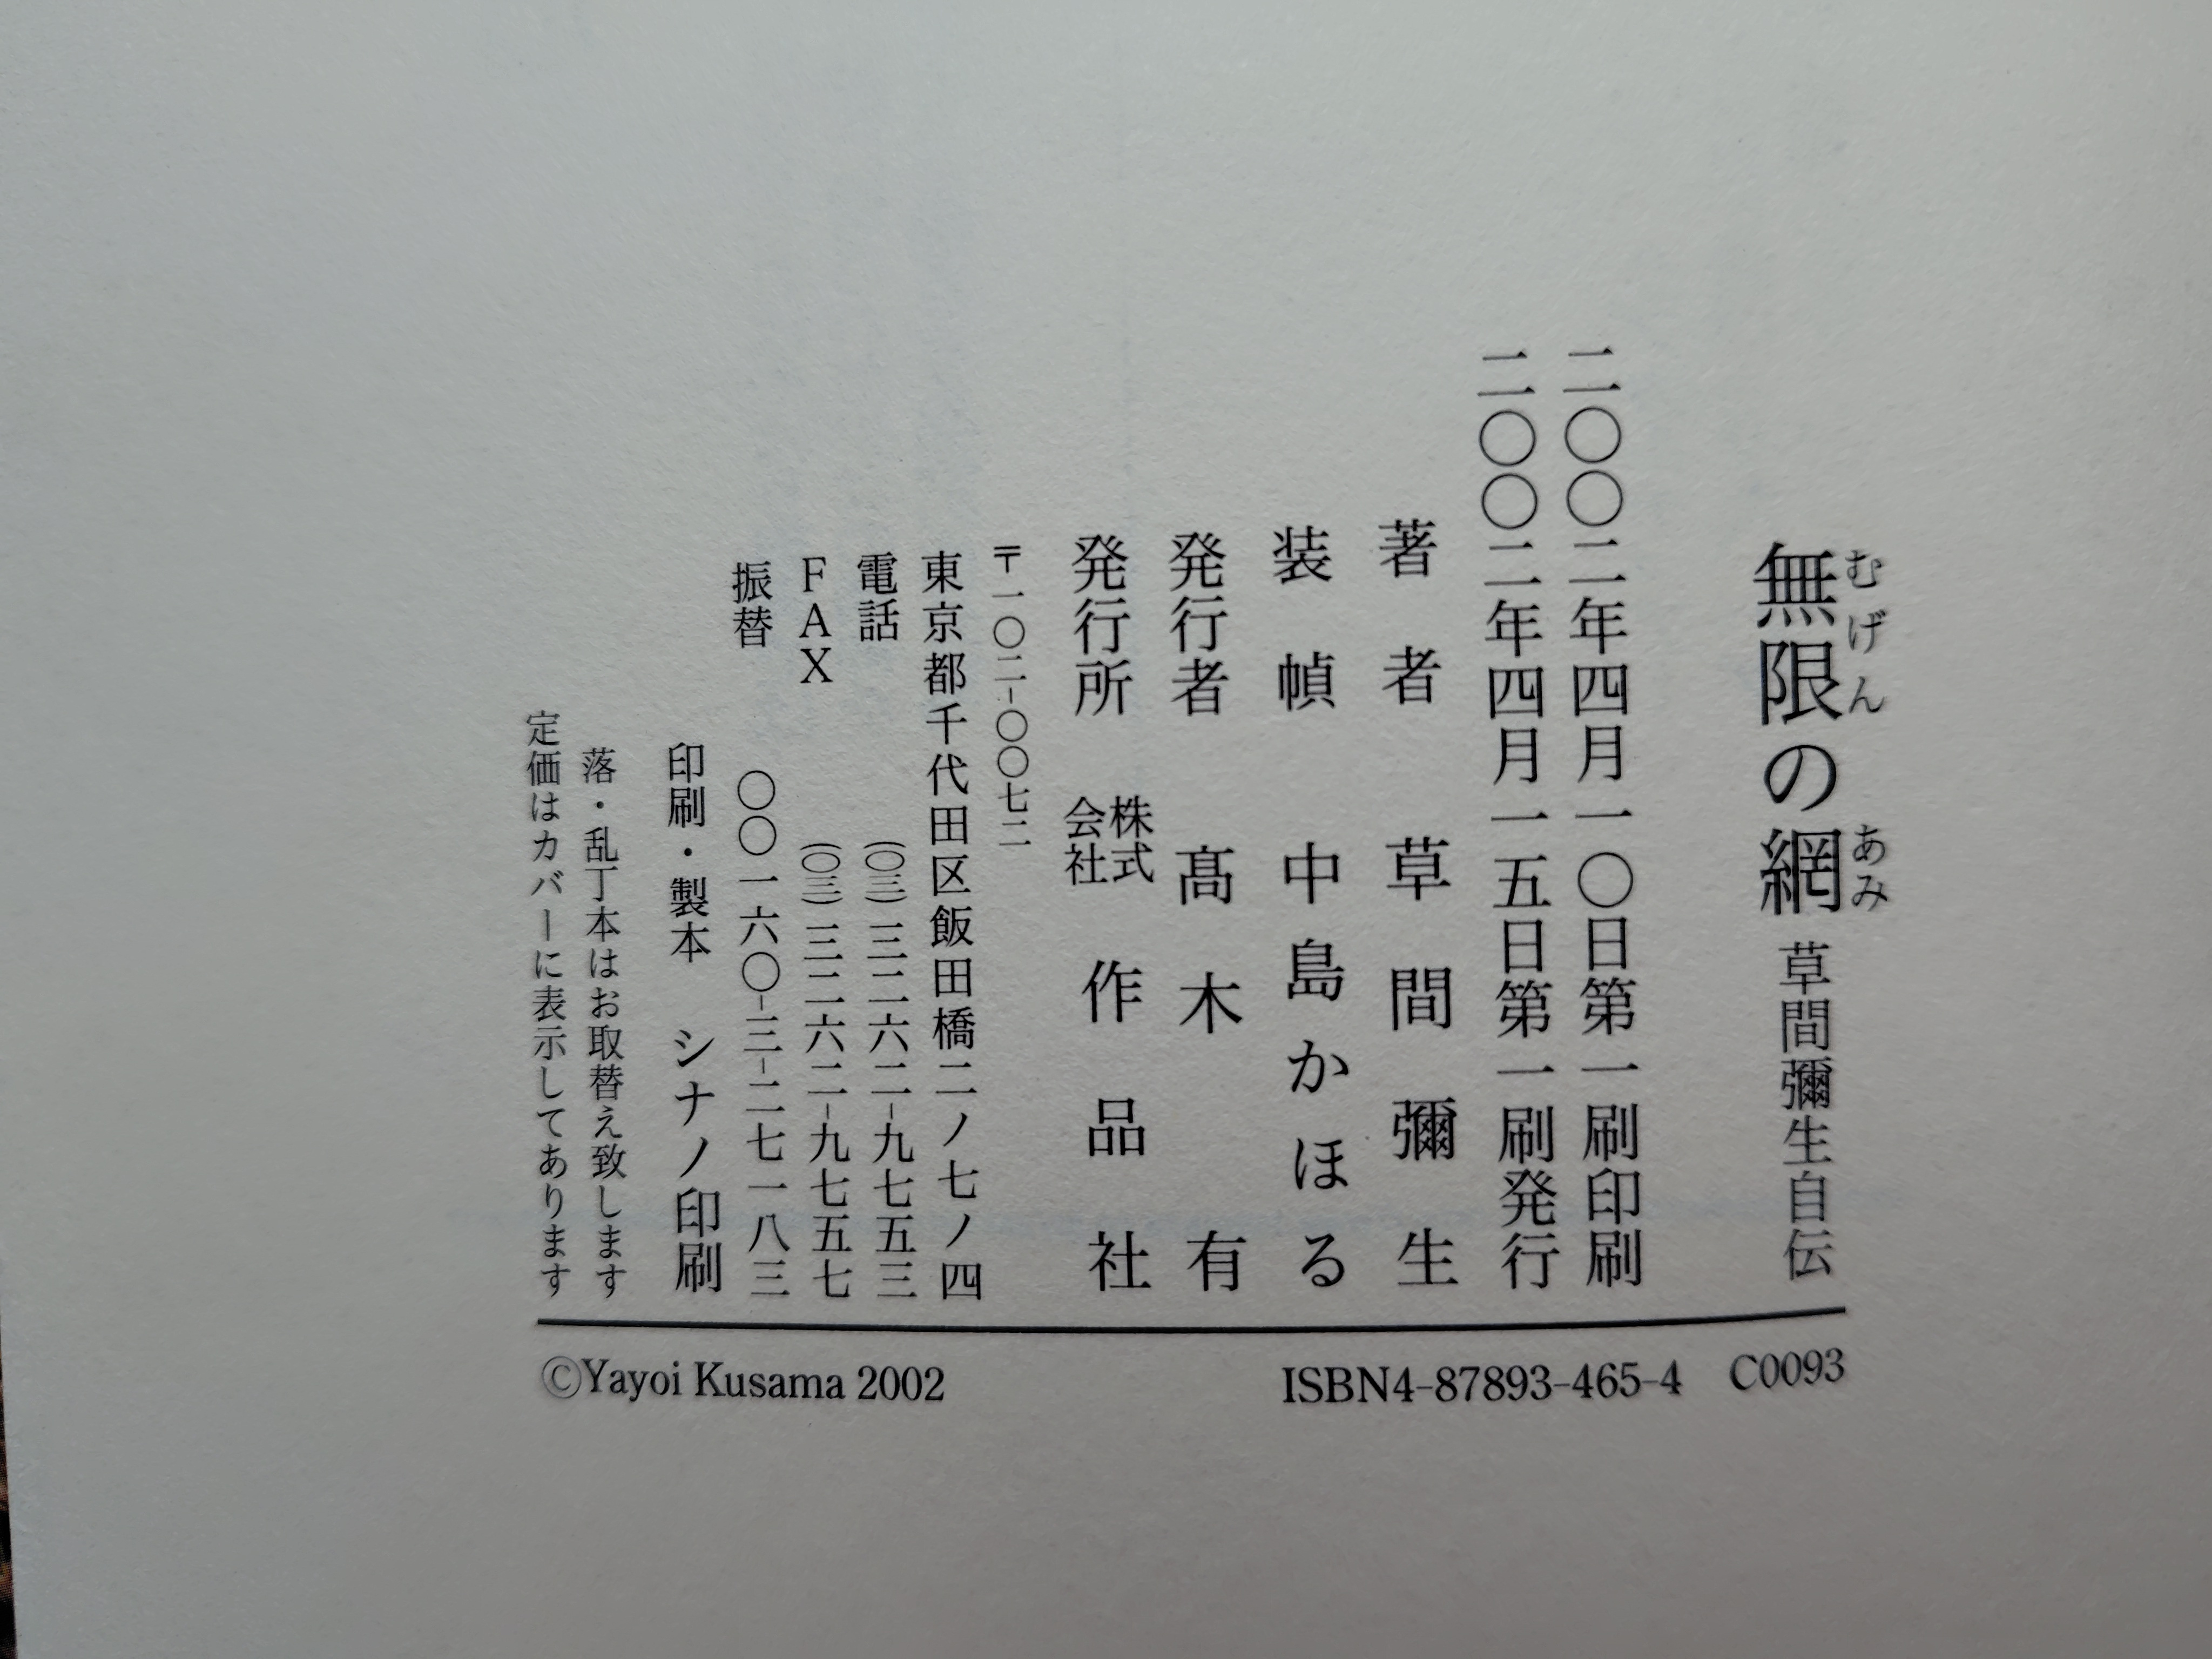 無限の網 草間彌生自伝
むげん あみ
二〇〇二年四月一〇日第一刷印刷
二〇〇二年四月一五日第一刷発行
著者 草間彌生
装幀 中島かほる
発行者 髙木有
発行所 株式会社 作品社
〒一〇二-〇〇七二
東京都千代田区飯田橋二ノ七ノ四
電話 (〇三)三二六二-九七五三
FAX (〇三)三二六二-九七五七
振替 〇〇一六〇-三-二七一八三
印刷・製本 シナノ印刷
落・乱丁本はお取替え致します
定価はカバーに表示してあります
©Yayoi Kusama 2002
ISBN4-87893-465-4 C0093